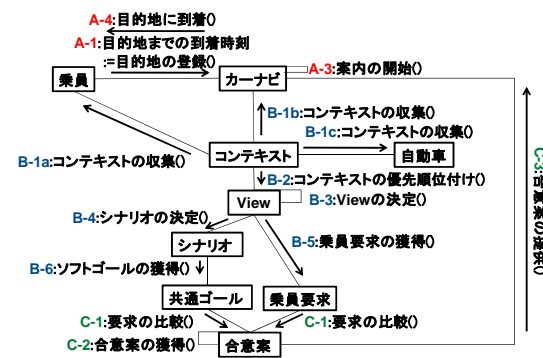 A-4:目的地に到着()
A-1:目的地までの到着時刻
:=目的地の登録()
乗員
カーナビ
A-3:案内の開始()
B-1b:コンテキストの収集()
B-1c:コンテキストの収集()
B-1a:コンテキストの収集()
コンテキスト
自動車
B-2:コンテキストの優先順位付け()
View
B-3:Viewの決定()
B-4:シナリオの決定()
シナリオ
B-5:乗員要求の獲得()
B-6:ソフトゴールの獲得()
共通ゴール
乗員要求
C-1:要求の比較()
C-1:要求の比較()
C-2:合意案の獲得()
合意案
C-3:合意案の提供()